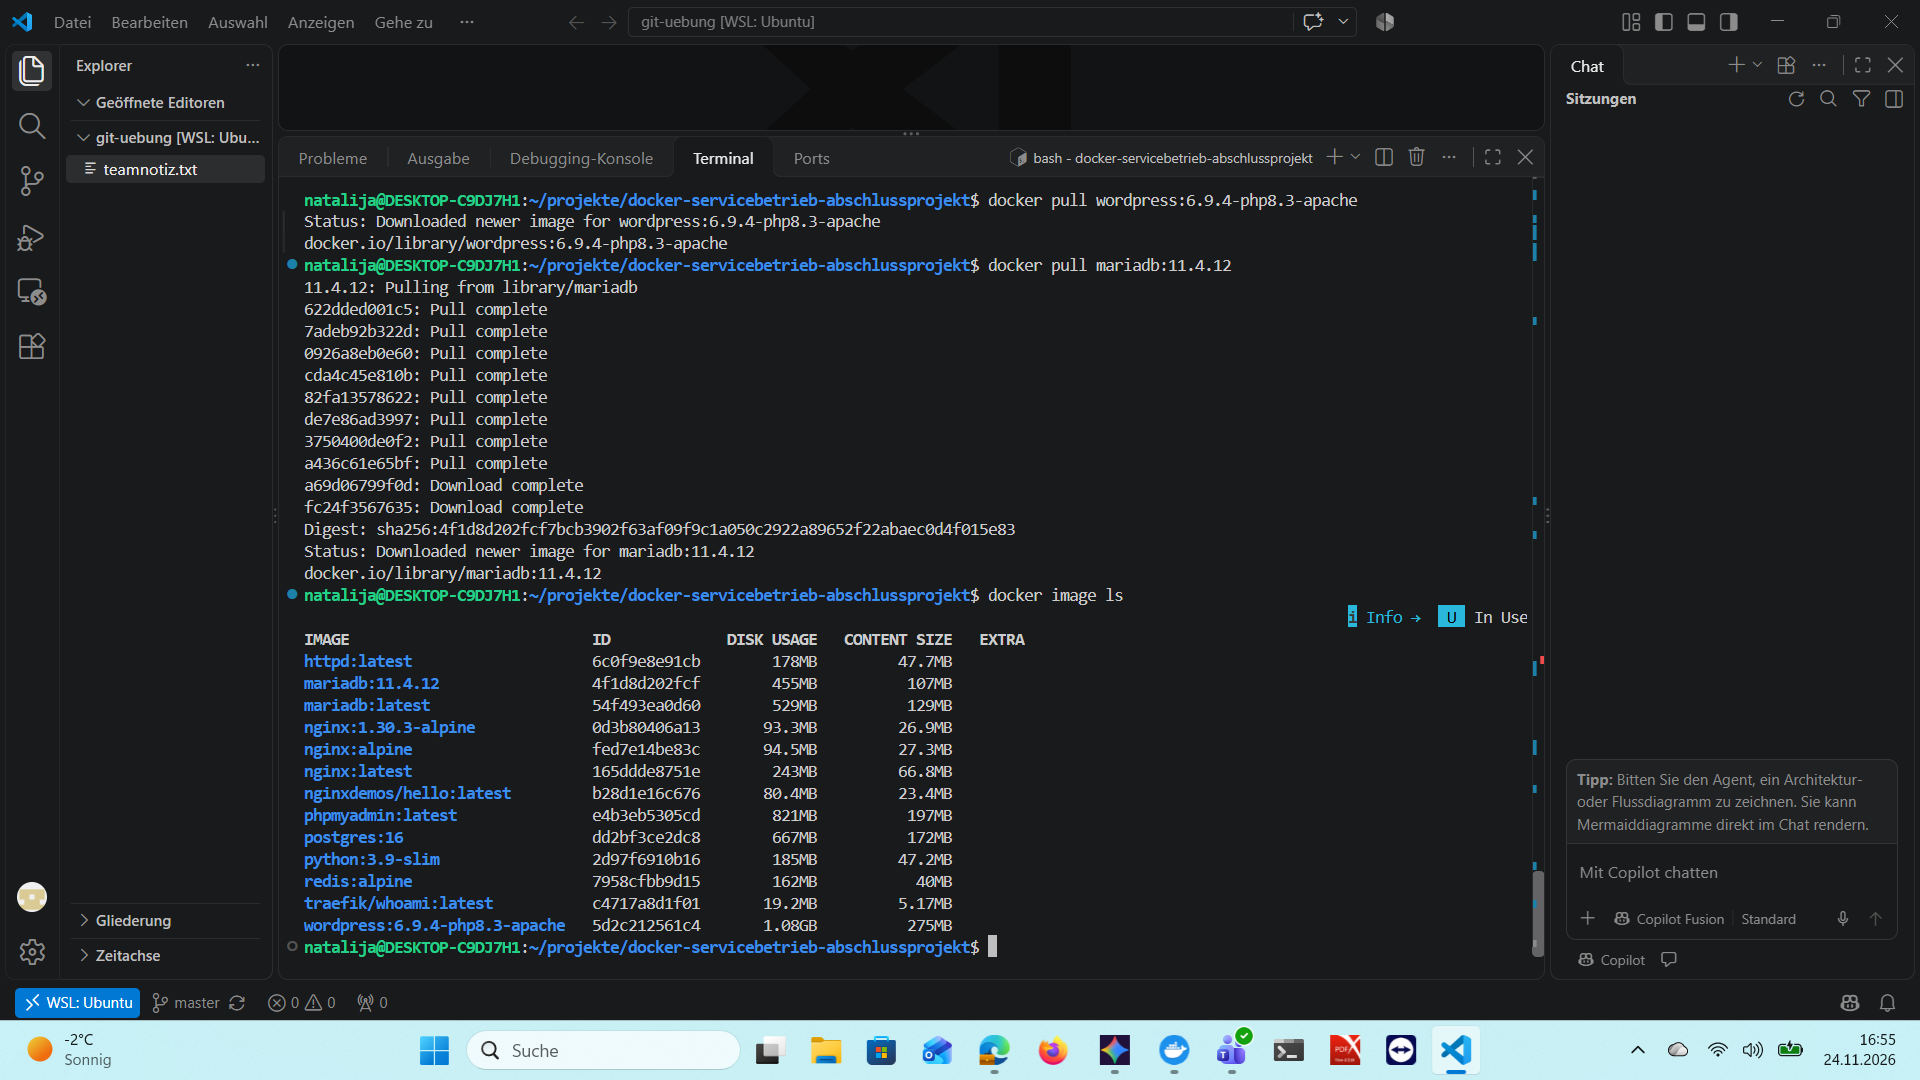 Datei Bearbeiten Auswahl Anzeigen Gehe zu ···
git-uebung [WSL: Ubuntu]
Explorer
Geöffnete Editoren
git-uebung [WSL: Ubu...
teamnotiz.txt
Gliederung
Zeitachse
Probleme Ausgabe Debugging-Konsole Terminal Ports
bash - docker-servicebetrieb-abschlussprojekt
natalija@DESKTOP-C9DJ7H1:~/projekte/docker-servicebetrieb-abschlussprojekt$ docker pull wordpress:6.9.4-php8.3-apache
Status: Downloaded newer image for wordpress:6.9.4-php8.3-apache
docker.io/library/wordpress:6.9.4-php8.3-apache
natalija@DESKTOP-C9DJ7H1:~/projekte/docker-servicebetrieb-abschlussprojekt$ docker pull mariadb:11.4.12
11.4.12: Pulling from library/mariadb
622dded001c5: Pull complete
7adeb92b322d: Pull complete
0926a8eb0e60: Pull complete
cda4c45e810b: Pull complete
82fa13578622: Pull complete
de7e86ad3997: Pull complete
3750400de0f2: Pull complete
a436c61e65bf: Pull complete
a69d06799f0d: Download complete
fc24f3567635: Download complete
Digest: sha256:4f1d8d202fcf7bcb3902f63af09f9c1a050c2922a89652f22abaec0d4f015e83
Status: Downloaded newer image for mariadb:11.4.12
docker.io/library/mariadb:11.4.12
natalija@DESKTOP-C9DJ7H1:~/projekte/docker-servicebetrieb-abschlussprojekt$ docker image ls
i Info → U In Use
IMAGE ID DISK USAGE CONTENT SIZE EXTRA
httpd:latest 6c0f9e8e91cb 178MB 47.7MB
mariadb:11.4.12 4f1d8d202fcf 455MB 107MB
mariadb:latest 54f493ea0d60 529MB 129MB
nginx:1.30.3-alpine 0d3b80406a13 93.3MB 26.9MB
nginx:alpine fed7e14be83c 94.5MB 27.3MB
nginx:latest 165ddde8751e 243MB 66.8MB
nginxdemos/hello:latest b28d1e16c676 80.4MB 23.4MB
phpmyadmin:latest e4b3eb5305cd 821MB 197MB
postgres:16 dd2bf3ce2dc8 667MB 172MB
python:3.9-slim 2d97f6910b16 185MB 47.2MB
redis:alpine 7958cfbb9d15 162MB 40MB
traefik/whoami:latest c4717a8d1f01 19.2MB 5.17MB
wordpress:6.9.4-php8.3-apache 5d2c212561c4 1.08GB 275MB
natalija@DESKTOP-C9DJ7H1:~/projekte/docker-servicebetrieb-abschlussprojekt$
Chat
Sitzungen
Tipp: Bitten Sie den Agent, ein Architektur-
oder Flussdiagramm zu zeichnen. Sie kann
Mermaiddiagramme direkt im Chat rendern.
Mit Copilot chatten
Copilot Fusion Standard
Copilot
WSL: Ubuntu master 0 0 0
-2°C
Sonnig
Suche
16:55
24.11.2026